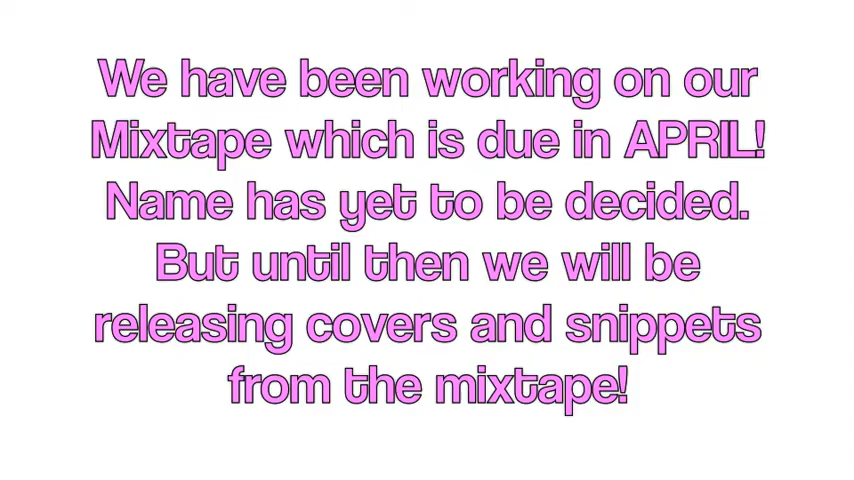 We have been working on our
Mixtape which is due in APRIL!
Name has yet to be decided.
But until then we will be
releasing covers and snippets
from the mixtape!